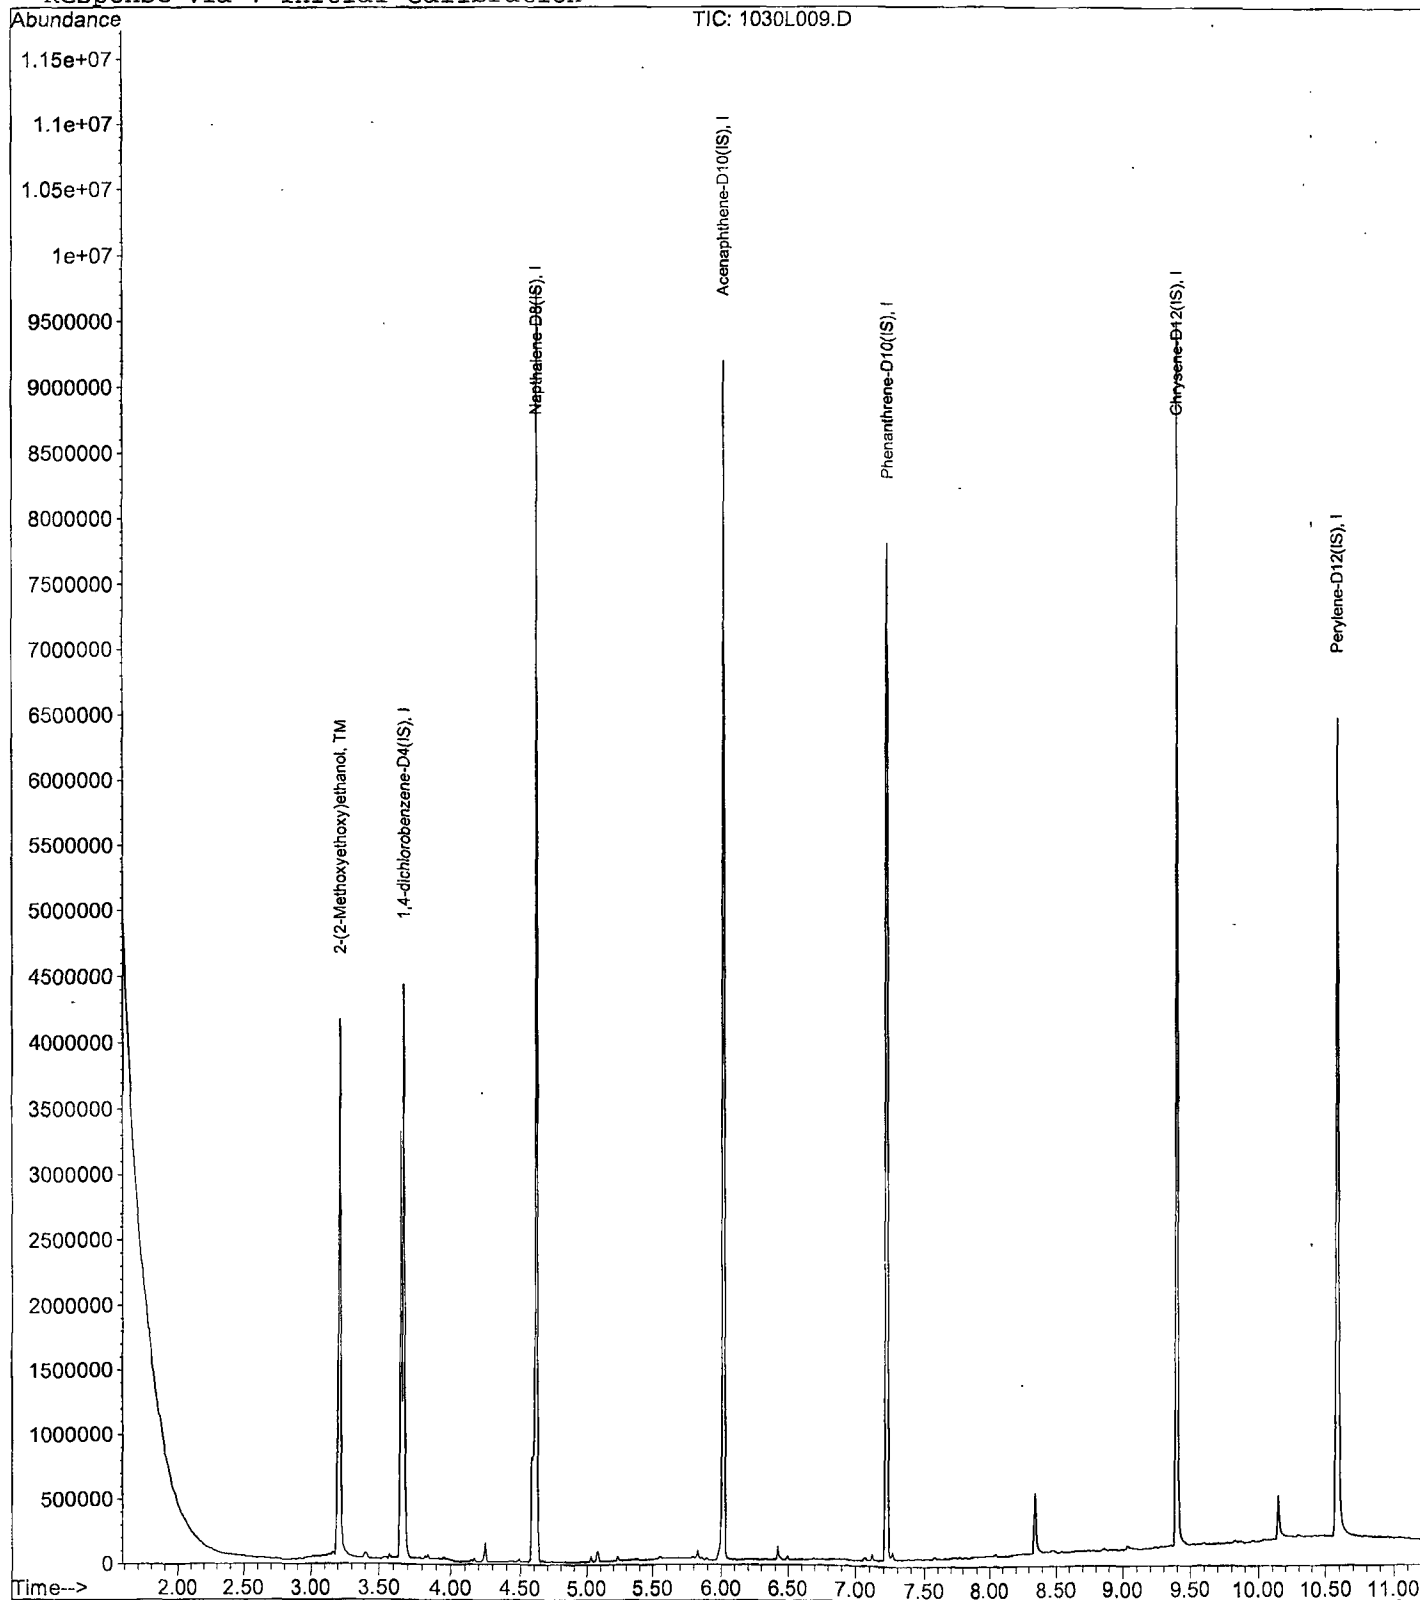 Response via : Initial Calibration
Abundance
TIC: 1030L009.D
1.15e+07
1.1e+07
1.05e+07
1e+07
9500000
9000000
8500000
8000000
7500000
7000000
6500000
6000000
5500000
5000000
4500000
4000000
3500000
3000000
2500000
2000000
1500000
1000000
500000
0
2-(2-Methoxyethoxy)ethanol, TM
1,4-dichlorobenzene-D4(IS), I
Napthalene-D8(IS), I
Acenaphthene-D10(IS), I
Phenanthrene-D10(IS), I
Chrysene-D12(IS), I
Perylene-D12(IS), I
Time--> 2.00 2.50 3.00 3.50 4.00 4.50 5.00 5.50 6.00 6.50 7.00 7.50 8.00 8.50 9.00 9.50 10.00 10.50 11.00